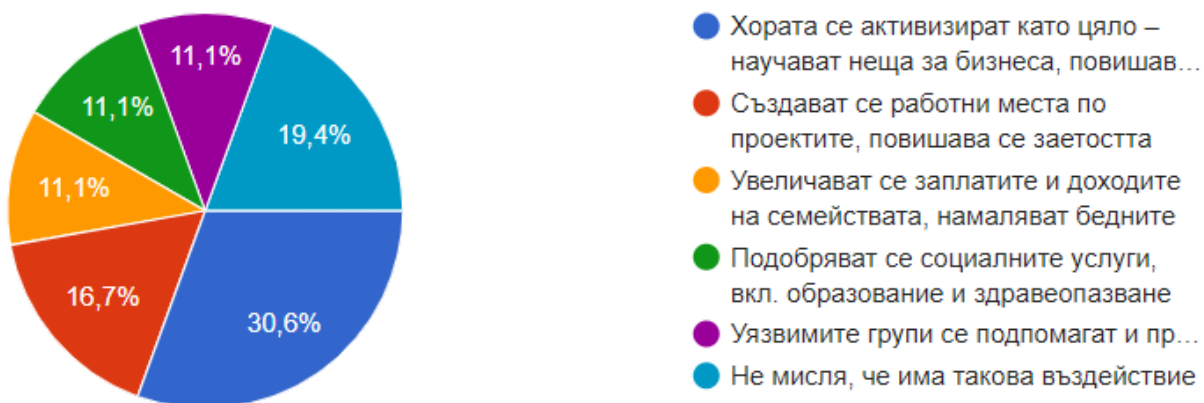 11,1%
19,4%
11,1%
11,1%
16,7%
30,6%
Хората се активизират като цяло –
научават неща за бизнеса, повишав...
Създават се работни места по
проектите, повишава се заетостта
Увеличават се заплатите и доходите
на семействата, намаляват бедните
Подобряват се социалните услуги,
вкл. образование и здравеопазване
Уязвимите групи се подпомагат и пр...
Не мисля, че има такова въздействие